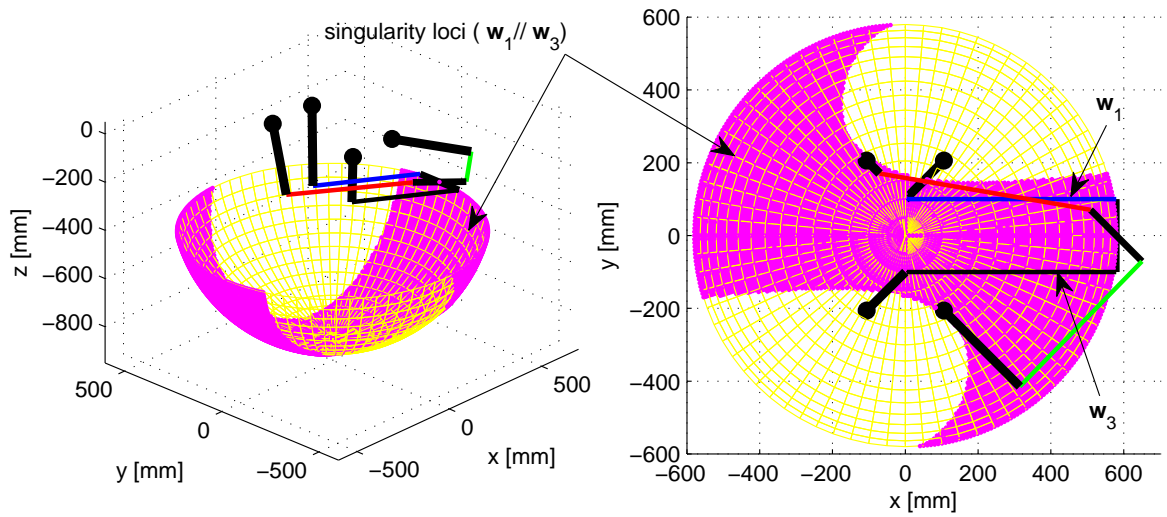 singularity loci ( w1// w3)
0
−200
−400
−600
−800
z [mm]
500
0
−500
y [mm]
−500
0
500
x [mm]
600
400
200
0
−200
−400
−600
y [mm]
−600 −400 −200 0 200 400 600
x [mm]
w1
w3